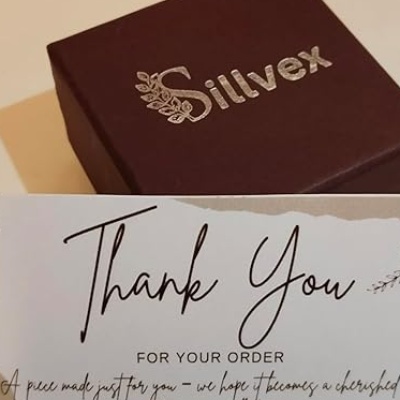 Sillvex
Thank You
FOR YOUR ORDER
A piece made just for you – we hope it becomes a cherished